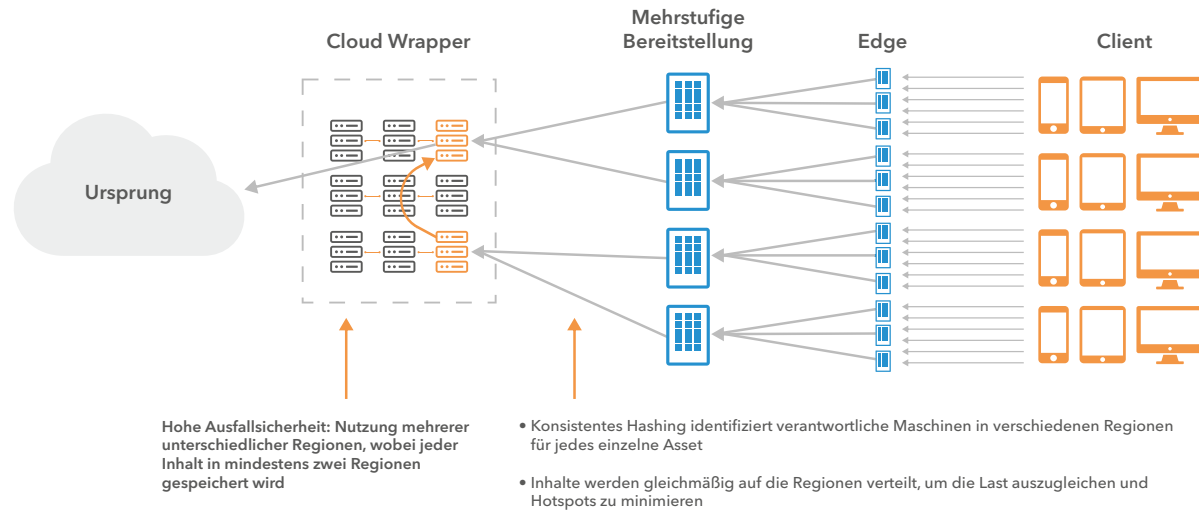 Cloud Wrapper
Mehrstufige
Bereitstellung
Edge
Client
Ursprung
Hohe Ausfallsicherheit: Nutzung mehrerer
unterschiedlicher Regionen, wobei jeder
Inhalt in mindestens zwei Regionen
gespeichert wird
• Konsistentes Hashing identifiziert verantwortliche Maschinen in verschiedenen Regionen
für jedes einzelne Asset
• Inhalte werden gleichmäßig auf die Regionen verteilt, um die Last auszugleichen und
Hotspots zu minimieren